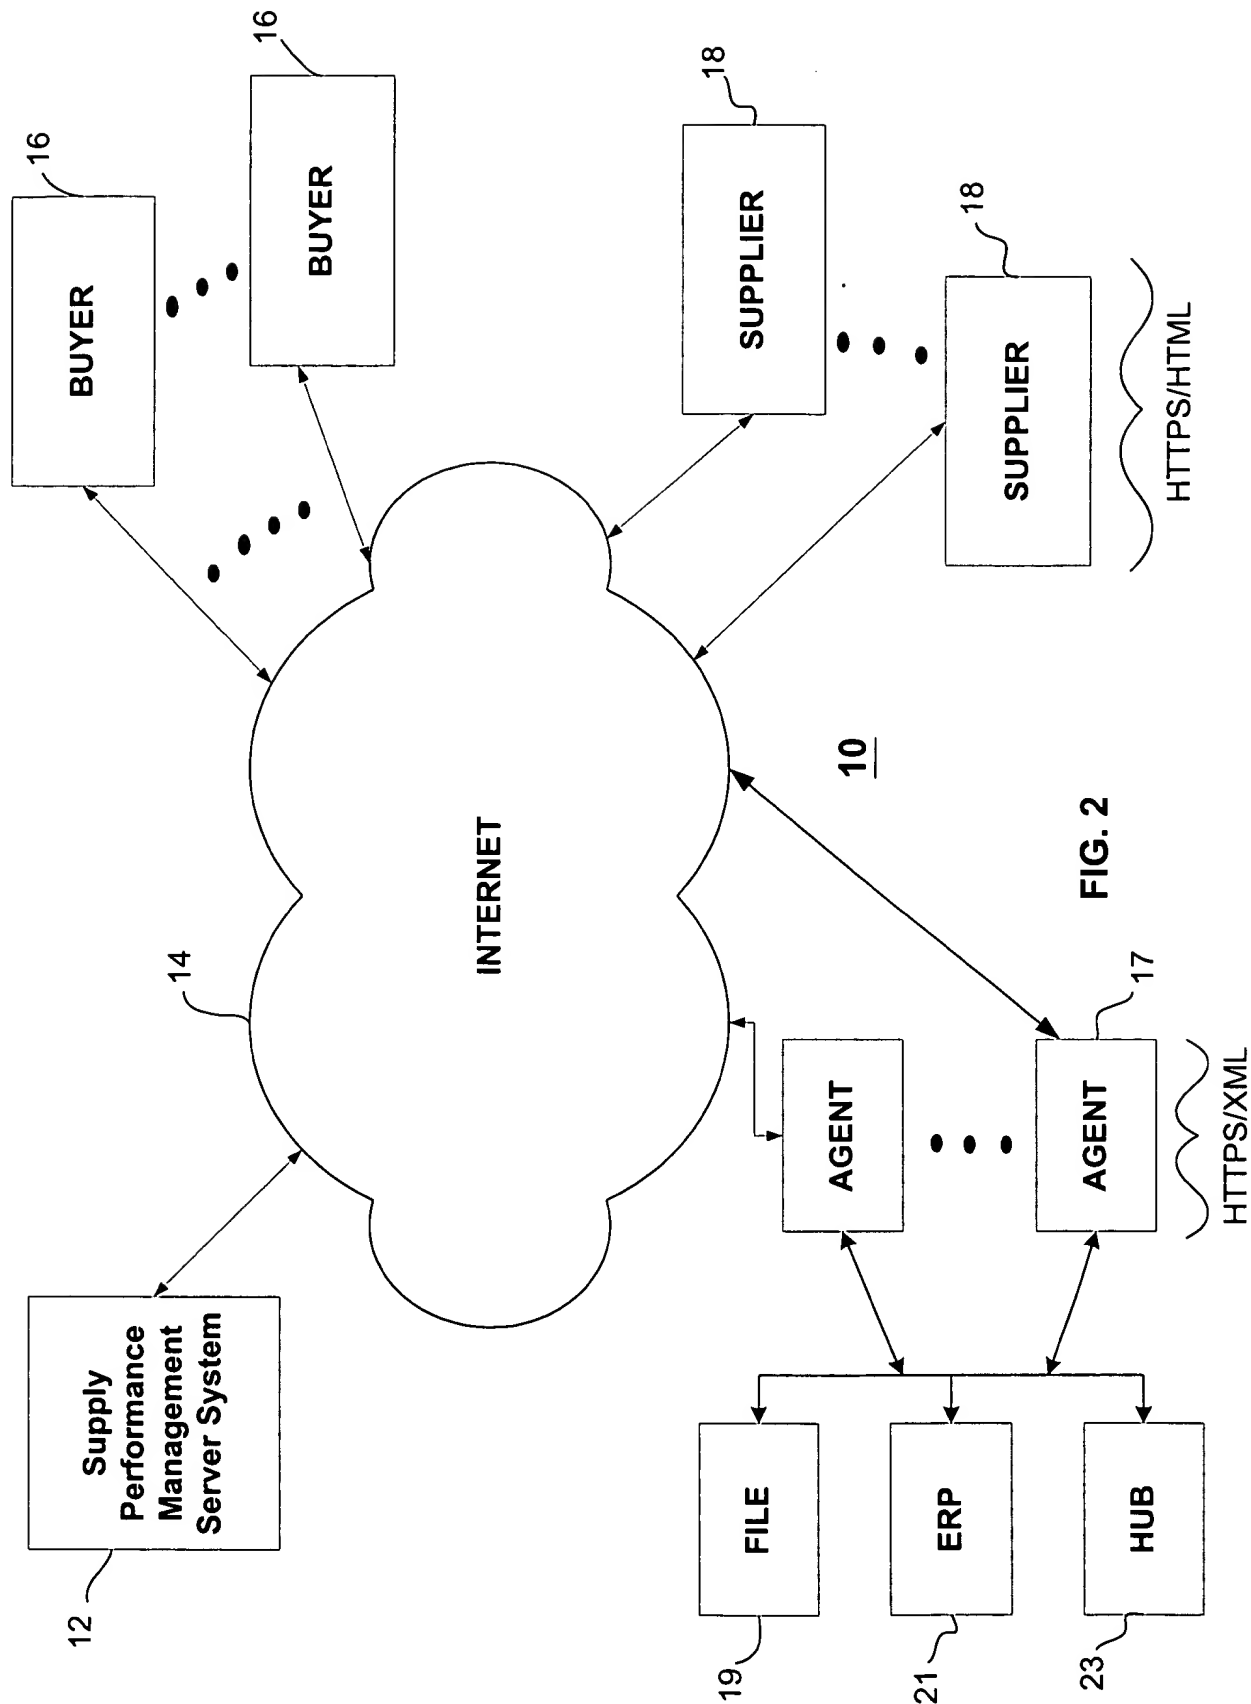 12
Supply
Performance
Management
Server System
14
INTERNET
16
BUYER
16
BUYER
18
SUPPLIER
18
SUPPLIER
HTTPS/HTML
19
FILE
21
ERP
23
HUB
AGENT
AGENT
17
HTTPS/XML
10
FIG. 2